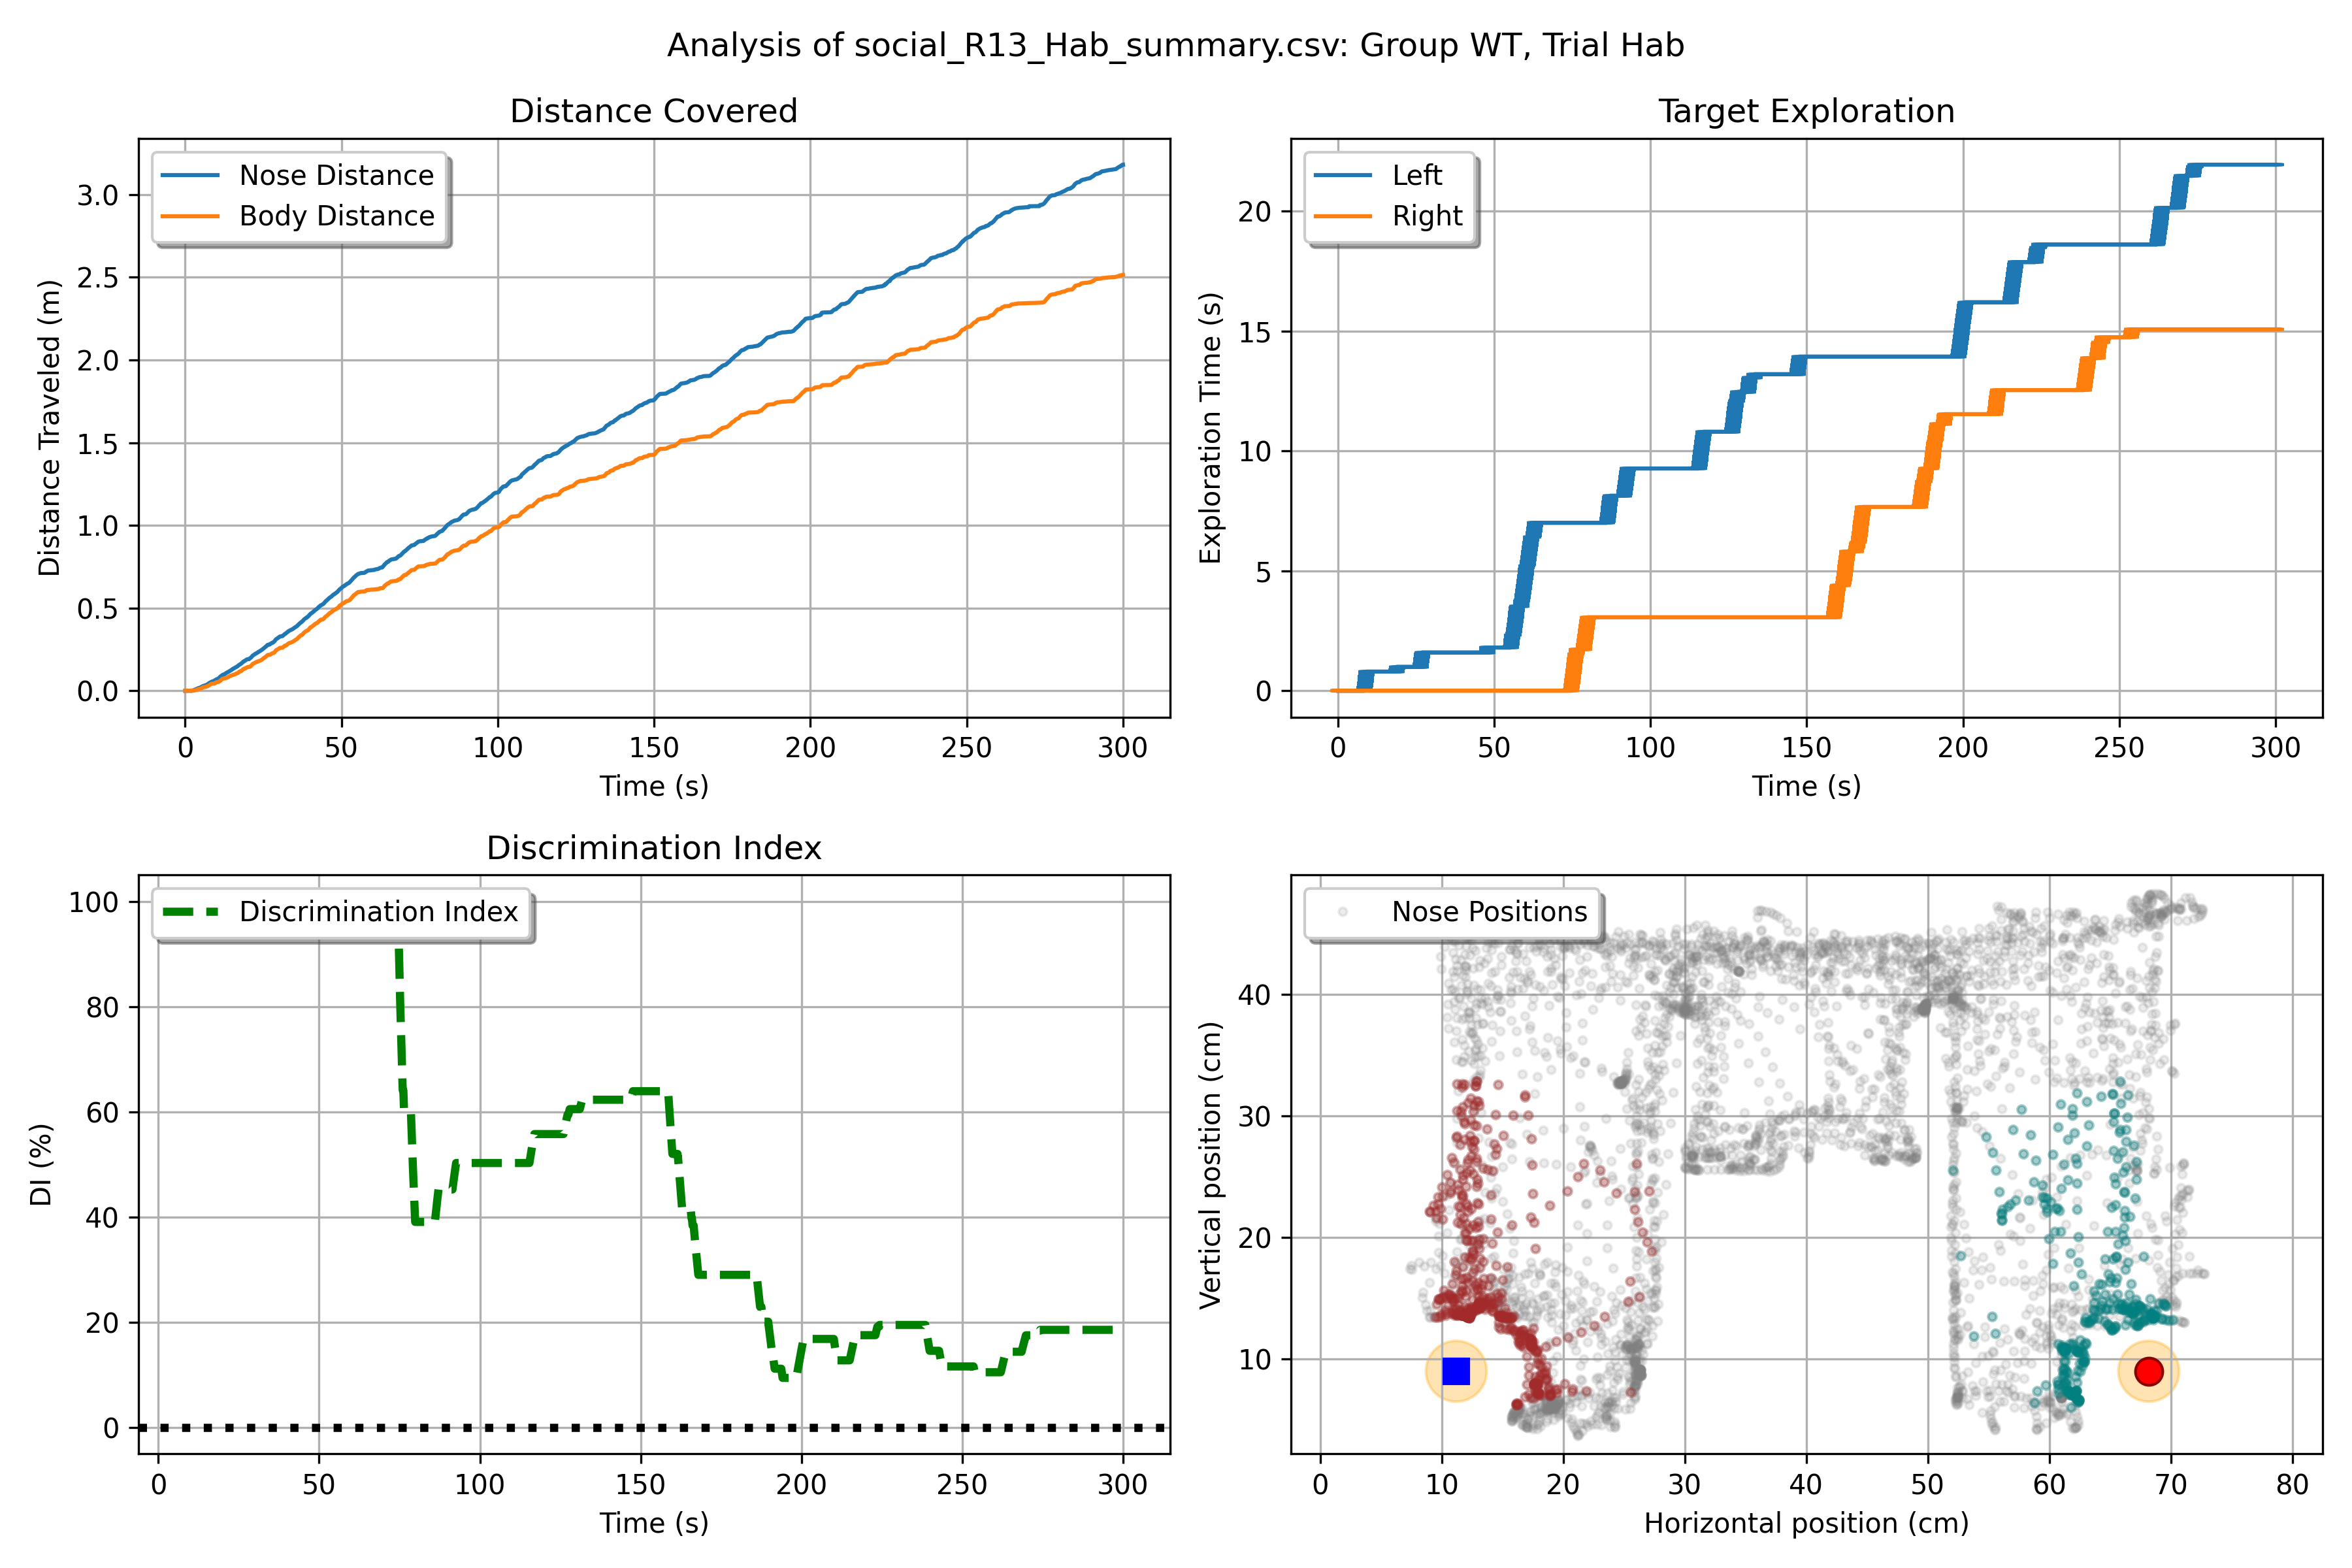 Analysis of social_R13_Hab_summary.csv: Group WT, Trial Hab
Distance Covered
Nose Distance
Body Distance
Distance Traveled (m)
3.0
2.5
2.0
1.5
1.0
0.5
0.0
0 50 100 150 200 250 300
Time (s)
Target Exploration
Left
Right
Exploration Time (s)
20
15
10
5
0
0 50 100 150 200 250 300
Time (s)
Discrimination Index
Discrimination Index
DI (%)
100
80
60
40
20
0
0 50 100 150 200 250 300
Time (s)
Nose Positions
Vertical position (cm)
40
30
20
10
0 10 20 30 40 50 60 70 80
Horizontal position (cm)